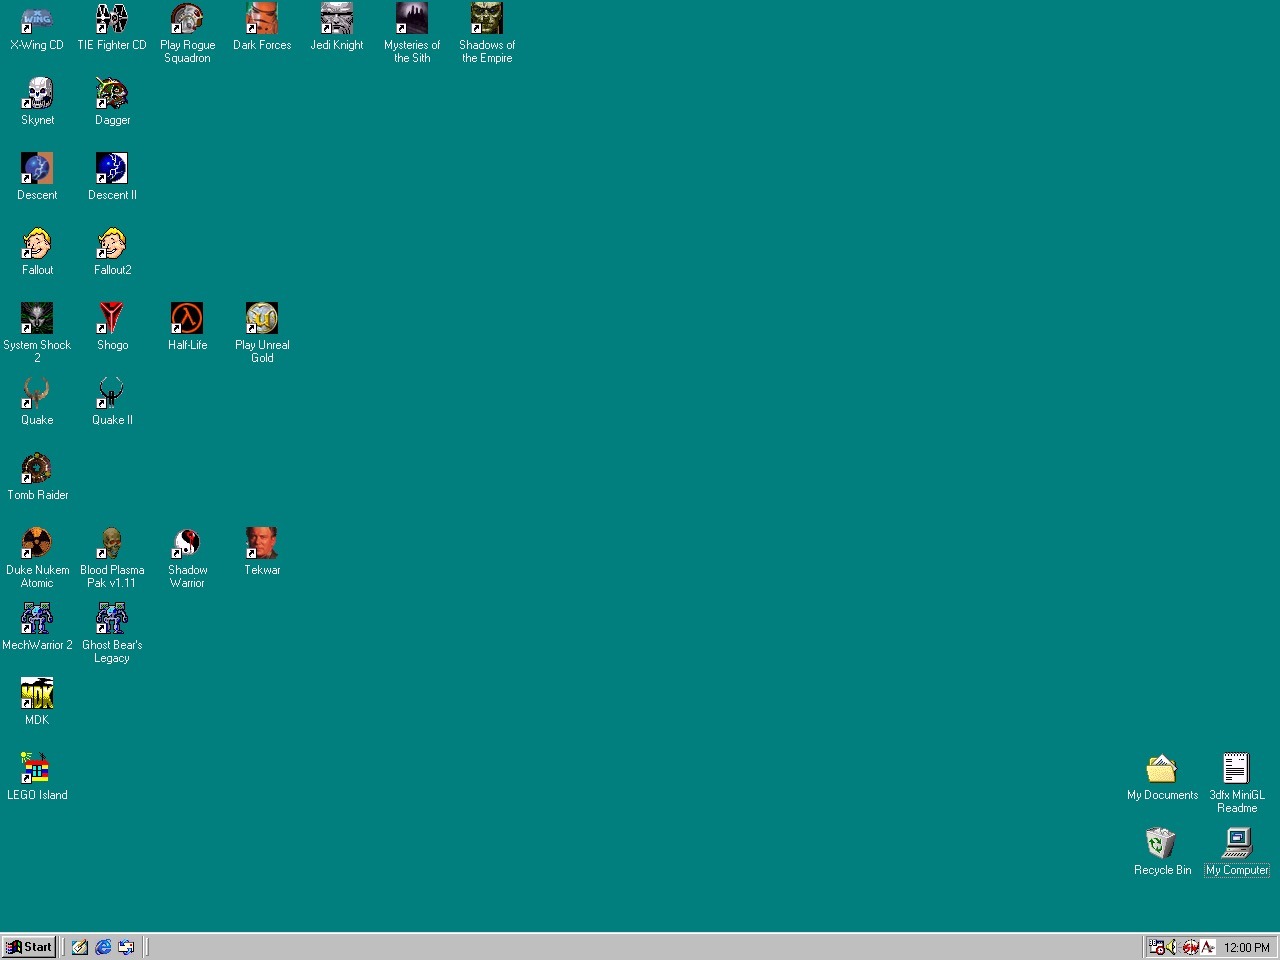 X-Wing CD
TIE Fighter CD
Play Rogue
Squadron
Dark Forces
Jedi Knight
Mysteries of
the Sith
Shadows of
the Empire
Skynet
Dagger
Descent
Descent II
Fallout
Fallout2
System Shock
2
Shogo
Half-Life
Play Unreal
Gold
Quake
Quake II
Tomb Raider
Duke Nukem
Atomic
Blood Plasma
Pak v1.11
Shadow
Warrior
Tekwar
MechWarrior 2
Ghost Bear's
Legacy
MDK
MDK
LEGO Island
My Documents
3dfx MiniGL
Readme
Recycle Bin
My Computer
Start
12:00 PM